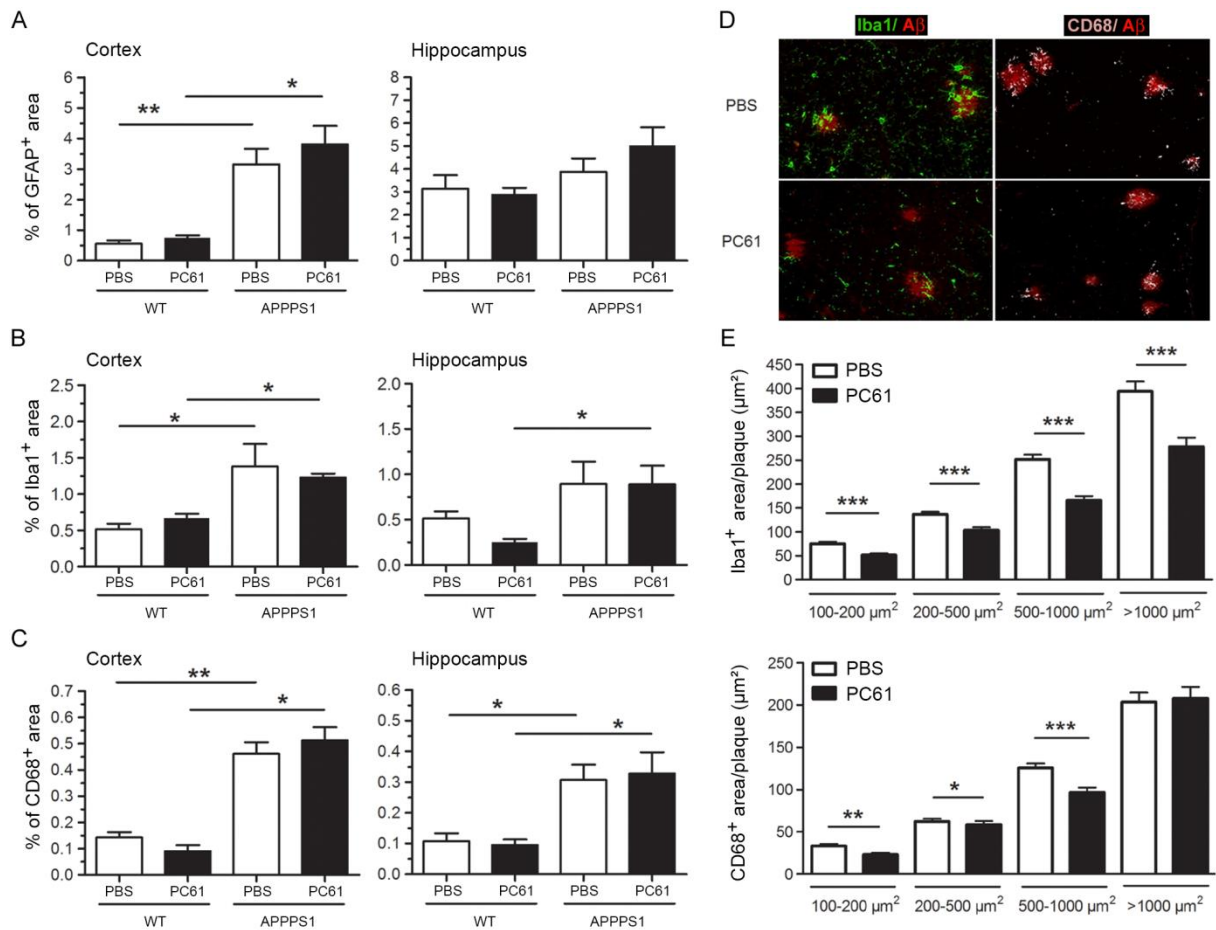 A
Cortex
Hippocampus
% of GFAP⁺ area
6
5
4
3
2
1
0
**
*
PBS
PC61
PBS
PC61
WT
APPPS1
8
7
6
5
4
3
2
1
0
PBS
PC61
PBS
PC61
WT
APPPS1
B
Cortex
Hippocampus
% of Iba1⁺ area
2.5
2.0
1.5
1.0
0.5
0.0
*
*
PBS
PC61
PBS
PC61
WT
APPPS1
2.0
1.5
1.0
0.5
0.0
*
PBS
PC61
PBS
PC61
WT
APPPS1
C
Cortex
Hippocampus
% of CD68⁺ area
0.7
0.6
0.5
0.4
0.3
0.2
0.1
0.0
**
*
PBS
PC61
PBS
PC61
WT
APPPS1
0.6
0.5
0.4
0.3
0.2
0.1
0.0
*
*
PBS
PC61
PBS
PC61
WT
APPPS1
D
Iba1/ Aβ
CD68/ Aβ
PBS
PC61
E
Iba1⁺ area/plaque (µm²)
450
400
350
300
250
200
150
100
50
0
PBS
PC61
***
***
***
***
100-200 µm²
200-500 µm²
500-1000 µm²
>1000 µm²
CD68⁺ area/plaque (µm²)
250
200
150
100
50
0
PBS
PC61
**
*
***
100-200 µm²
200-500 µm²
500-1000 µm²
>1000 µm²